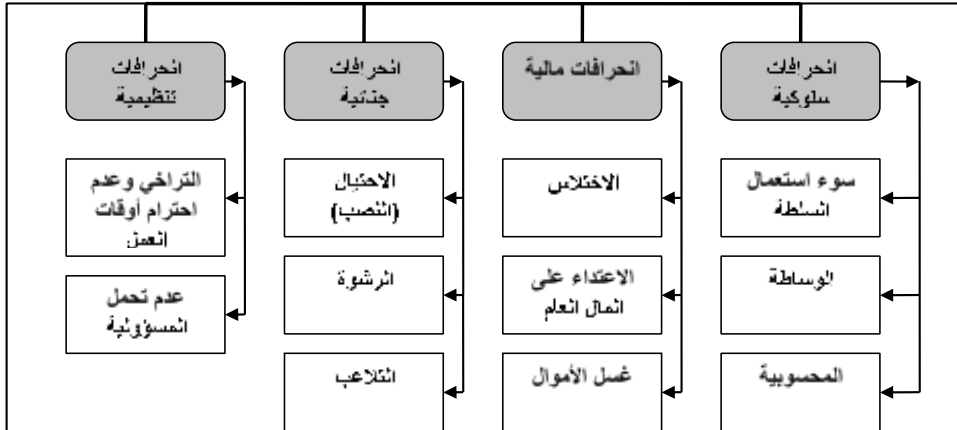 انحرافات
سلوكية
انحرافات مالية
انحرافات
جنائية
انحرافات
تنظيمية
سوء استعمال
السلطة
الاختلاس
الاحتيال
(النصب)
التراخي وعدم
احترام أوقات
العمل
الوساطة
الاعتداء على
المال العام
الرشوة
عدم تحمل
المسؤولية
المحسوبية
غسل الأموال
التلاعب